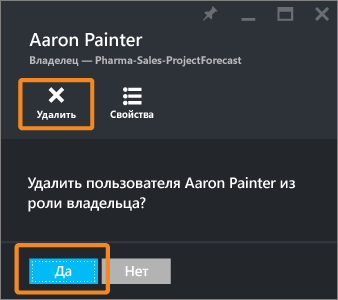 Aaron Painter
Владелец — Pharma-Sales-ProjectForecast
Удалить Свойства
Удалить пользователя Aaron Painter из
роли владельца?
Да Нет